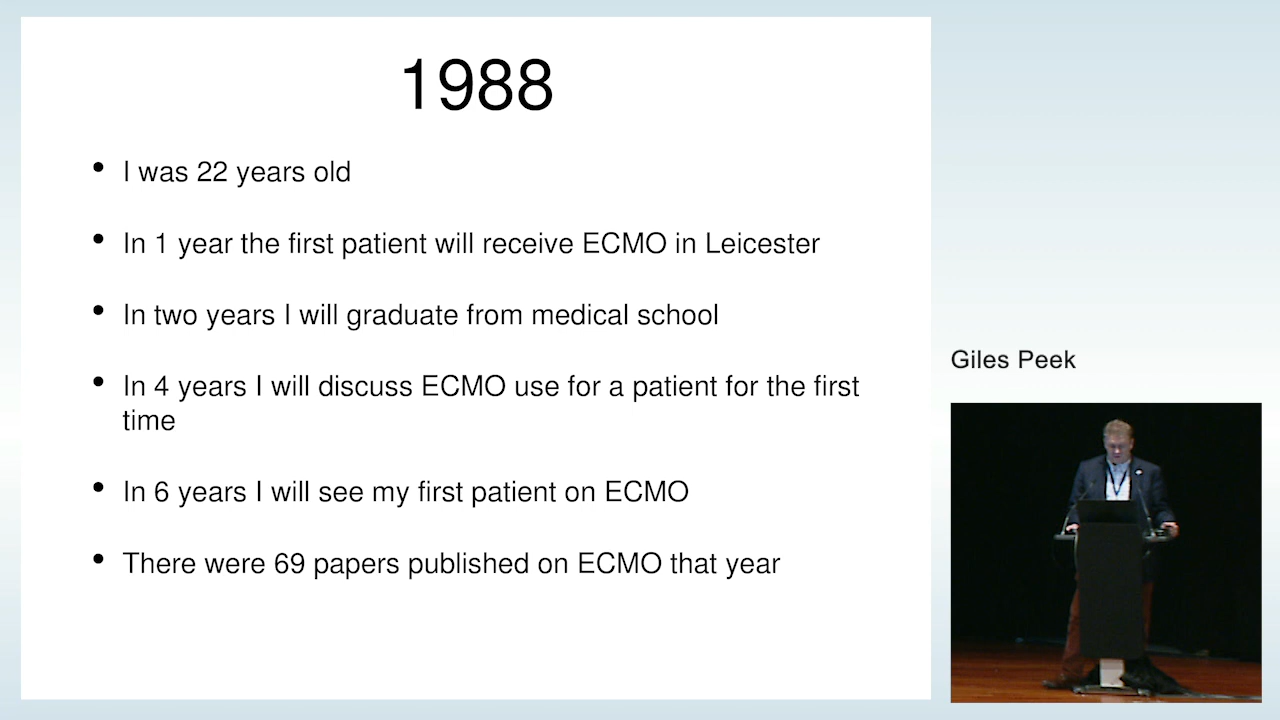 1988
• I was 22 years old
• In 1 year the first patient will receive ECMO in Leicester
• In two years I will graduate from medical school
• In 4 years I will discuss ECMO use for a patient for the first
time
• In 6 years I will see my first patient on ECMO
• There were 69 papers published on ECMO that year
Giles Peek